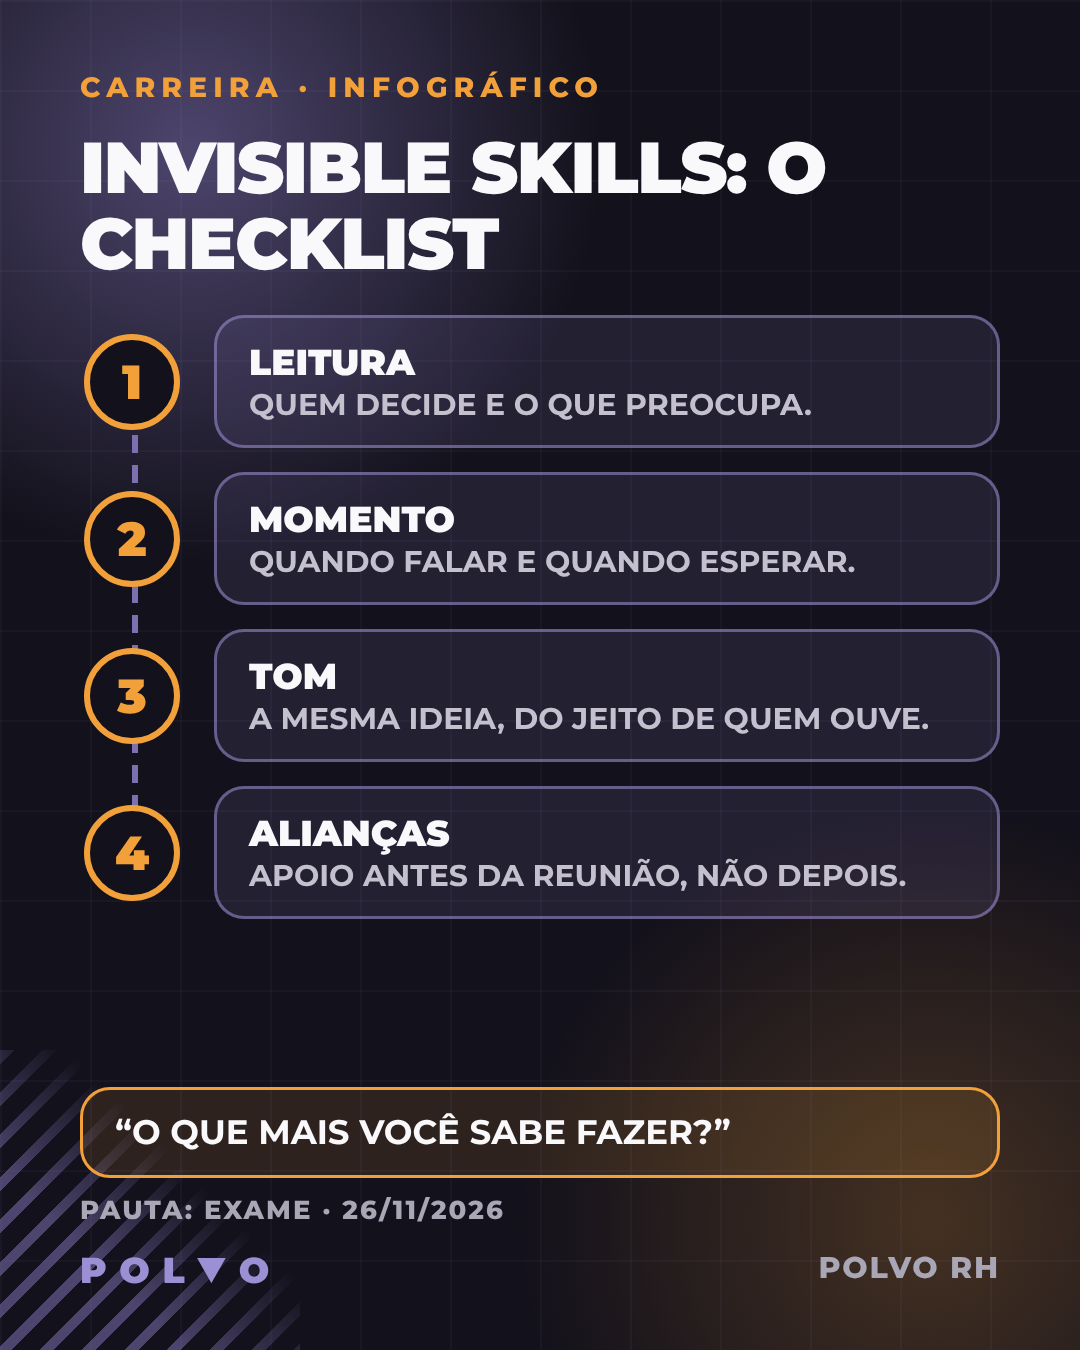 CARREIRA · INFOGRÁFICO
INVISIBLE SKILLS: O
CHECKLIST
1
LEITURA
QUEM DECIDE E O QUE PREOCUPA.
2
MOMENTO
QUANDO FALAR E QUANDO ESPERAR.
3
TOM
A MESMA IDEIA, DO JEITO DE QUEM OUVE.
4
ALIANÇAS
APOIO ANTES DA REUNIÃO, NÃO DEPOIS.
“O QUE MAIS VOCÊ SABE FAZER?”
PAUTA: EXAME · 26/11/2026
POL▼O
POLVO RH